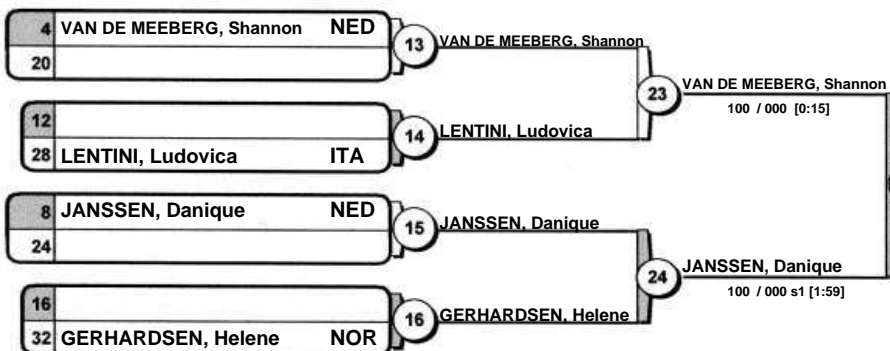 4 VAN DE MEEBERG, Shannon NED
20
13 VAN DE MEEBERG, Shannon
12
28 LENTINI, Ludovica ITA
14 LENTINI, Ludovica
23 VAN DE MEEBERG, Shannon
100 / 000 [0:15]
8 JANSSEN, Danique NED
24
15 JANSSEN, Danique
16
32 GERHARDSEN, Helene NOR
16 GERHARDSEN, Helene
24 JANSSEN, Danique
100 / 000 s1 [1:59]